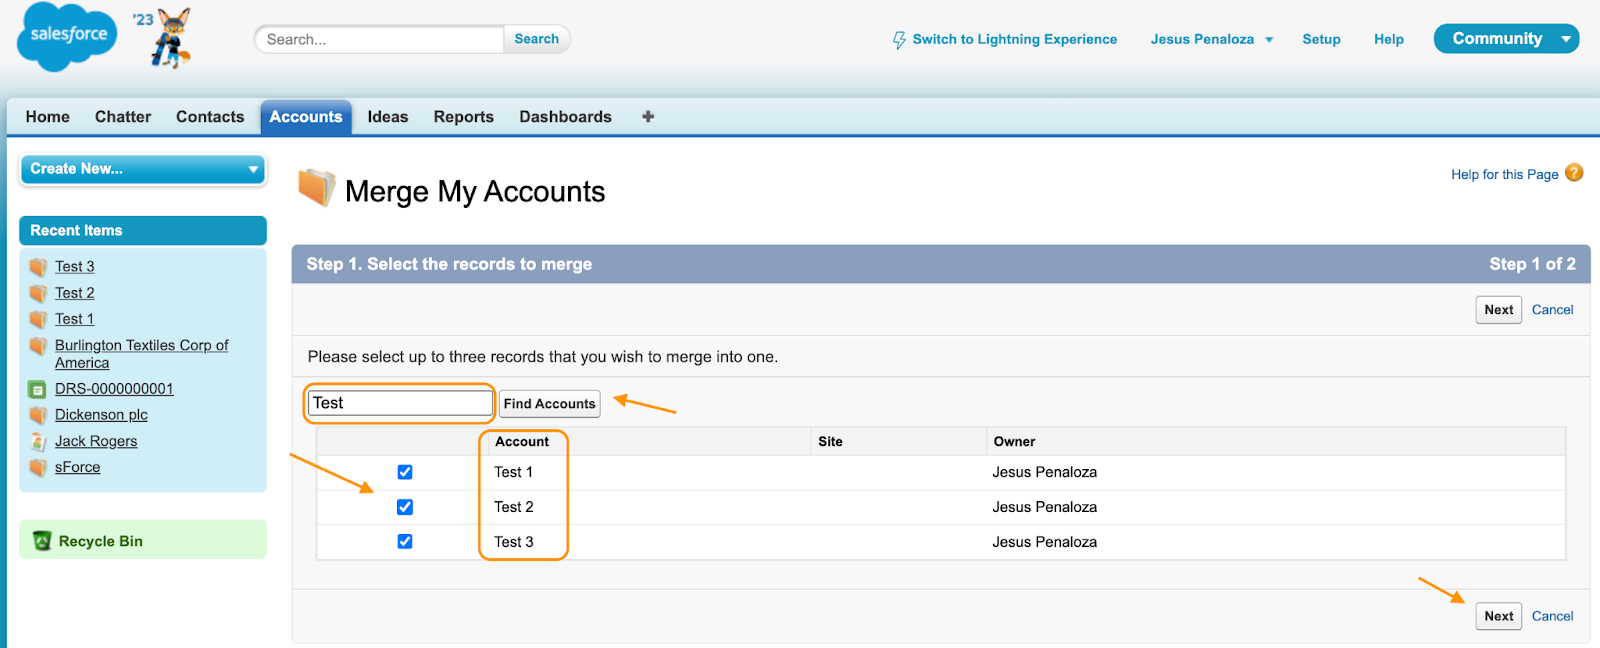 salesforce
'23
Search...
Search
Switch to Lightning Experience
Jesus Penaloza
Setup
Help
Community
Home
Chatter
Contacts
Accounts
Ideas
Reports
Dashboards
+
Create New...
Recent Items
Test 3
Test 2
Test 1
Burlington Textiles Corp of
America
DRS-0000000001
Dickenson plc
Jack Rogers
sForce
Recycle Bin
Merge My Accounts
Help for this Page ?
Step 1. Select the records to merge
Step 1 of 2
Next
Cancel
Please select up to three records that you wish to merge into one.
Test
Find Accounts
Account Site Owner
Test 1 Jesus Penaloza
Test 2 Jesus Penaloza
Test 3 Jesus Penaloza
Next
Cancel